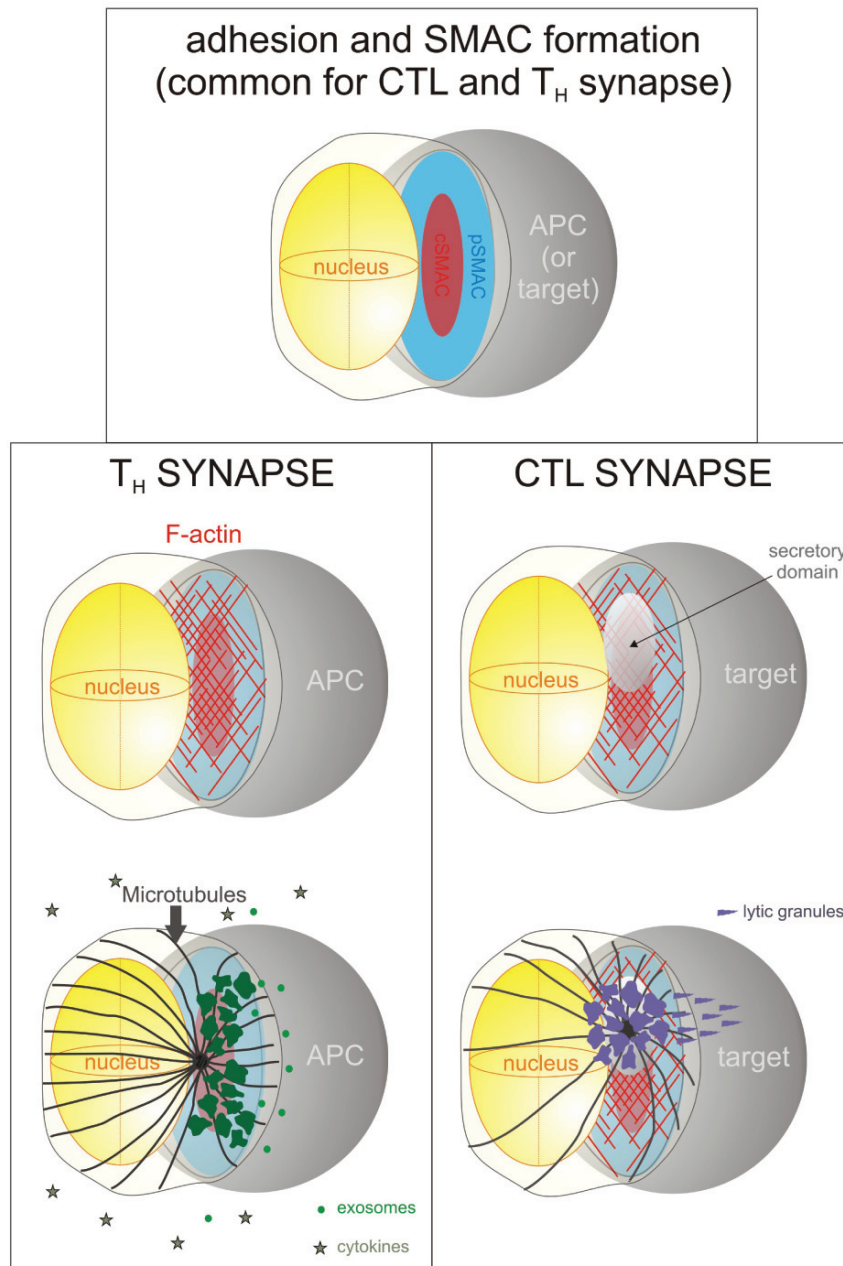 adhesion and SMAC formation
(common for CTL and TH synapse)
nucleus
cSMAC
pSMAC
APC
(or
target)
TH SYNAPSE
F-actin
nucleus
APC
CTL SYNAPSE
secretory
domain
nucleus
target
Microtubules
nucleus
APC
exosomes
cytokines
lytic granules
nucleus
target